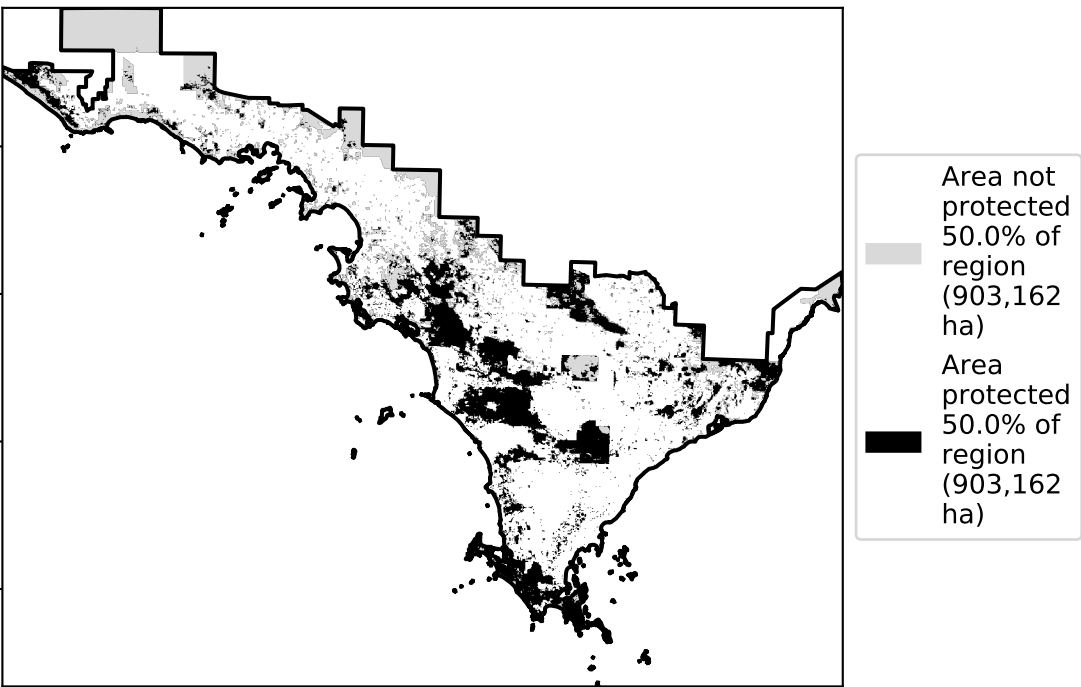 Area not
protected
50.0% of
region
(903,162
ha)
Area
protected
50.0% of
region
(903,162
ha)